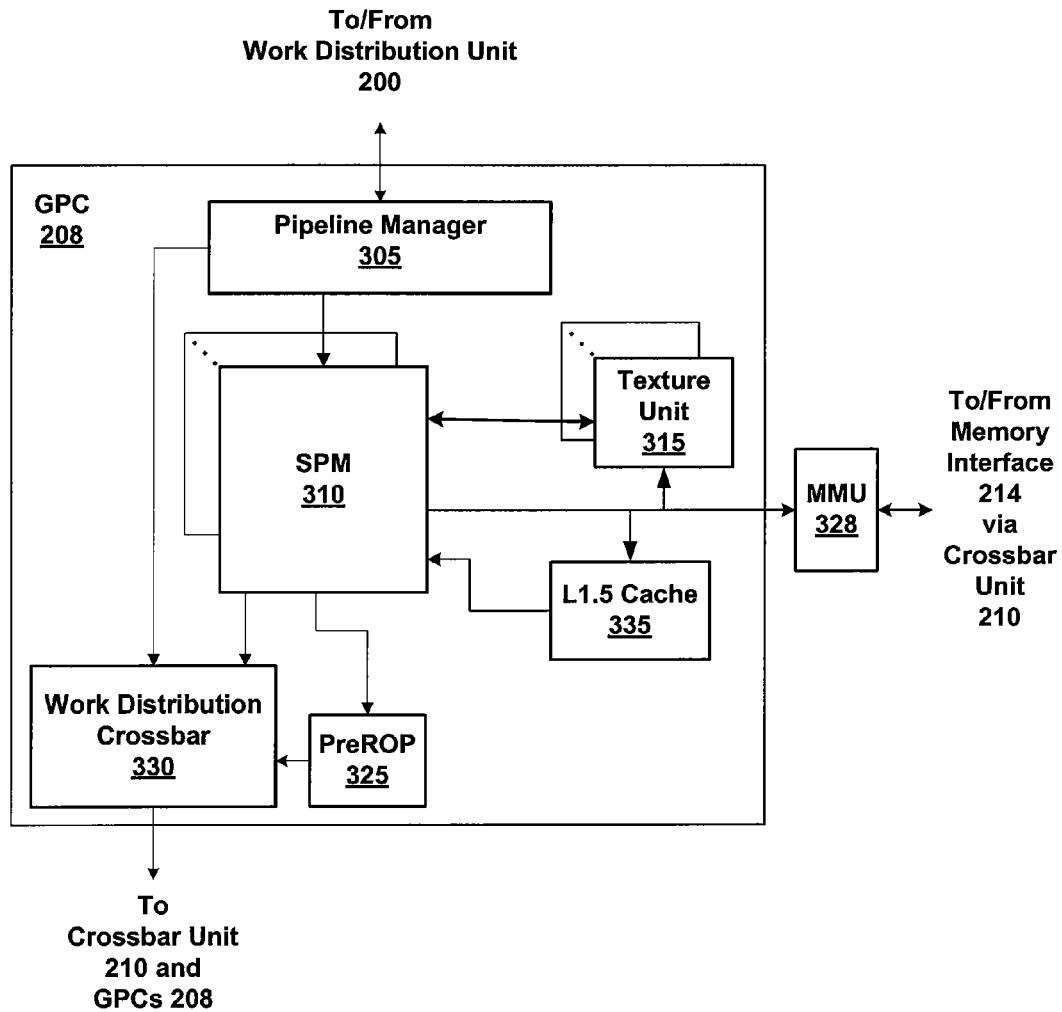 To/From
Work Distribution Unit
200
GPC
208
Pipeline Manager
305
SPM
310
Texture
Unit
315
MMU
328
To/From
Memory
Interface
214
via
Crossbar
Unit
210
L1.5 Cache
335
Work Distribution
Crossbar
330
PreROP
325
To
Crossbar Unit
210 and
GPCs 208